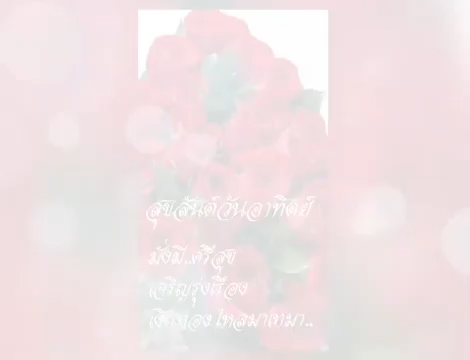 สุขสันต์วันอาทิตย์
มั่งมี..ศรีสุข
เจริญรุ่งเรือง
เงินทองไหลมาเทมา..